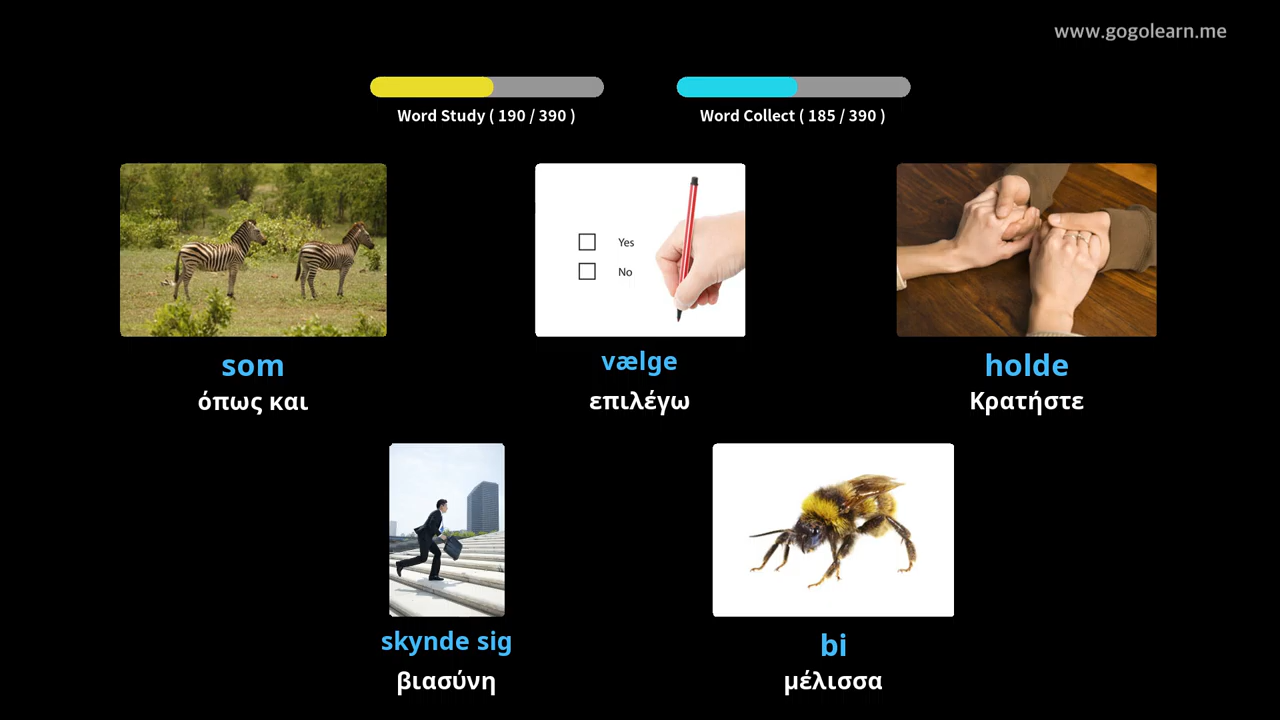 www.gogolearn.me
Word Study ( 190 / 390 )
Word Collect ( 185 / 390 )
Yes
No
som
όπως και
vælge
επιλέγω
holde
Κρατήστε
skynde sig
βιασύνη
bi
μέλισσα